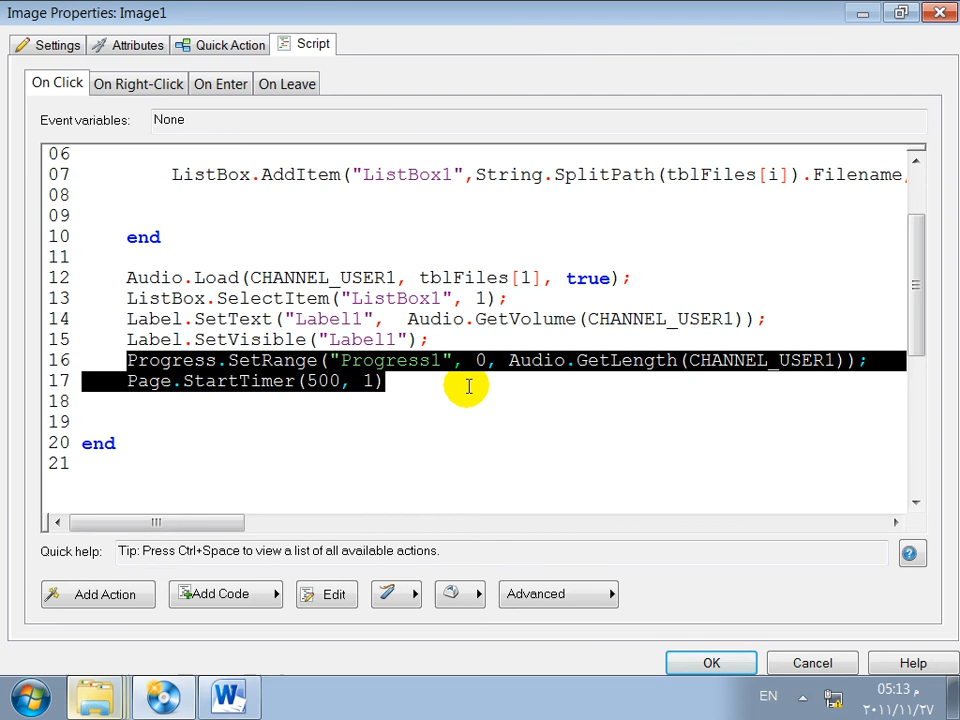 Image Properties: Image1
Settings Attributes Quick Action Script
On Click On Right-Click On Enter On Leave
Event variables: None
06
07 ListBox.AddItem("ListBox1",String.SplitPath(tblFiles[i]).Filename,
08
09
10 end
11
12 Audio.Load(CHANNEL_USER1, tblFiles[1], true);
13 ListBox.SelectItem("ListBox1", 1);
14 Label.SetText("Label1", Audio.GetVolume(CHANNEL_USER1));
15 Label.SetVisible("Label1");
16 Progress.SetRange("Progress1", 0, Audio.GetLength(CHANNEL_USER1));
17 Page.StartTimer(500, 1)
18
19
20 end
21
Quick help: Tip: Press Ctrl+Space to view a list of all available actions.
Add Action Add Code Edit Advanced
OK Cancel Help
EN 05:13 م
٢٠١١/١١/٢٧